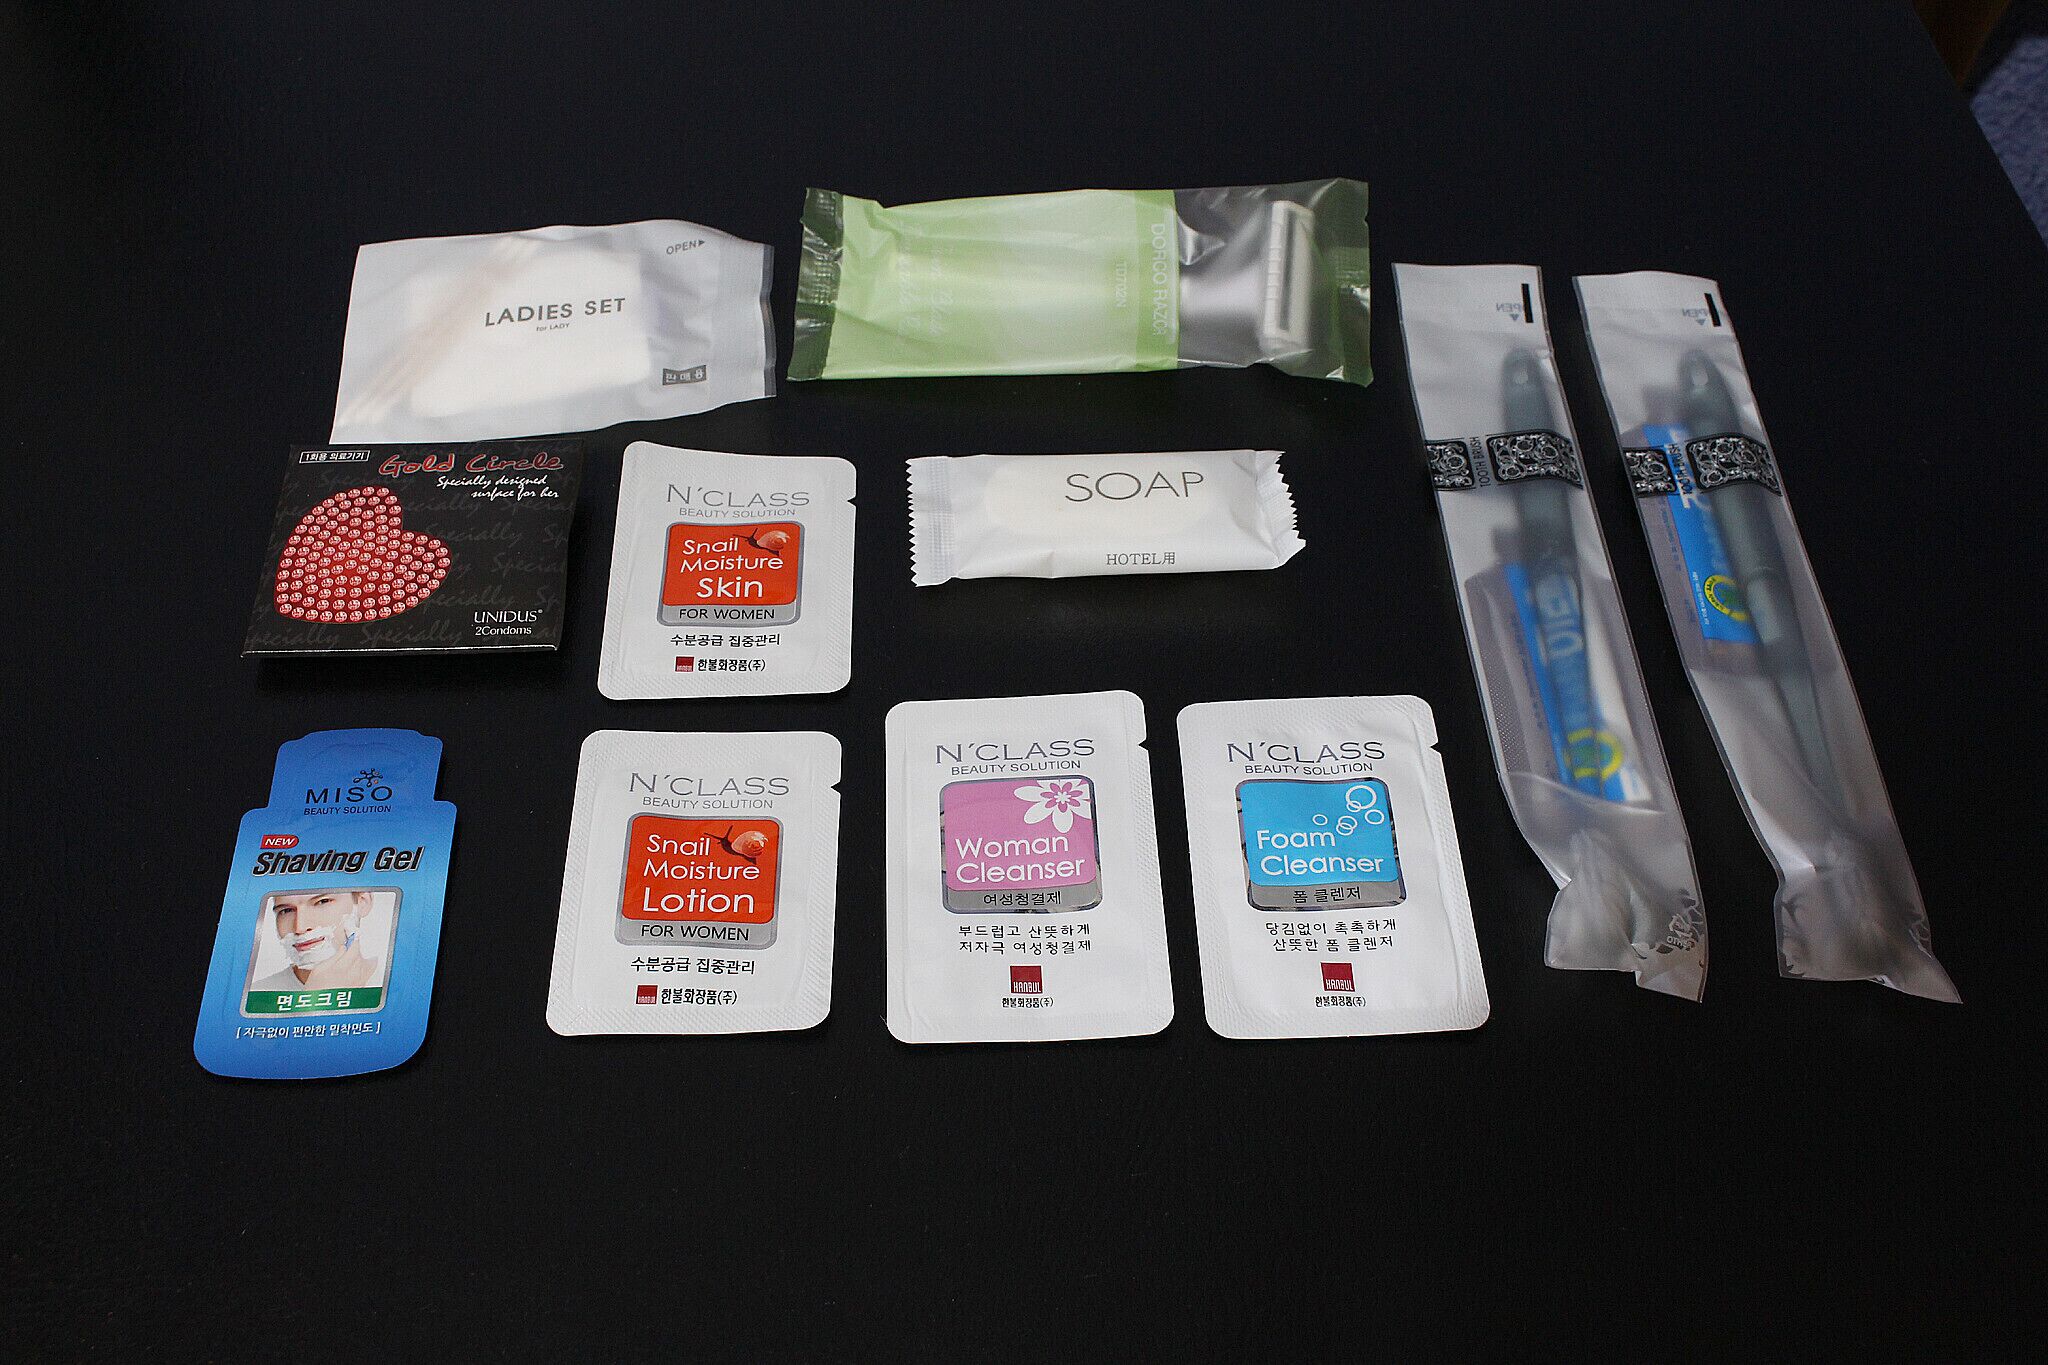 OPEN▶
LADIES SET
for LADY
판매용
DORCO RAZOR
TD702N
OPEN
TOOTH BRUSH
OPEN
TOOTH BRUSH
1회용 의료기기
Gold Circle
Specially designed
surface for her
UNIDUS®
2Condoms
N'CLASS
BEAUTY SOLUTION
Snail
Moisture
Skin
FOR WOMEN
수분공급 집중관리
HANBUL 한불화장품(주)
SOAP
HOTEL用
MISO
BEAUTY SOLUTION
NEW
Shaving Gel
면도크림
[ 자극없이 편안한 밀착면도 ]
N'CLASS
BEAUTY SOLUTION
Snail
Moisture
Lotion
FOR WOMEN
수분공급 집중관리
HANBUL 한불화장품(주)
N'CLASS
BEAUTY SOLUTION
Woman
Cleanser
여성청결제
부드럽고 산뜻하게
저자극 여성청결제
HANBUL
한불화장품(주)
N'CLASS
BEAUTY SOLUTION
Foam
Cleanser
폼 클렌저
당김없이 촉촉하게
산뜻한 폼 클렌저
HANBUL
한불화장품(주)